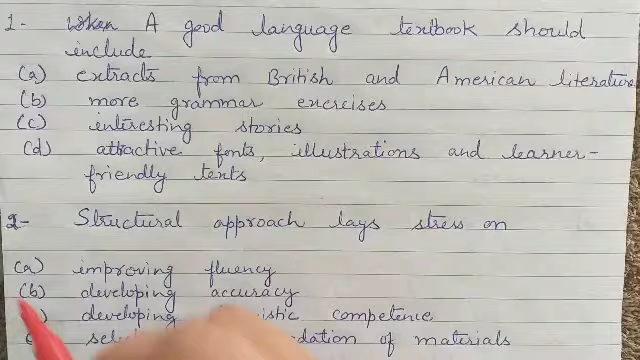 1- A good language textbook should
include
(a) extracts from British and American literature
(b) more grammar exercises
(c) interesting stories
(d) attractive fonts, illustrations and learner-
friendly texts
2- Structural approach lays stress on
(a) improving fluency
(b) developing accuracy
developing competence
of materials